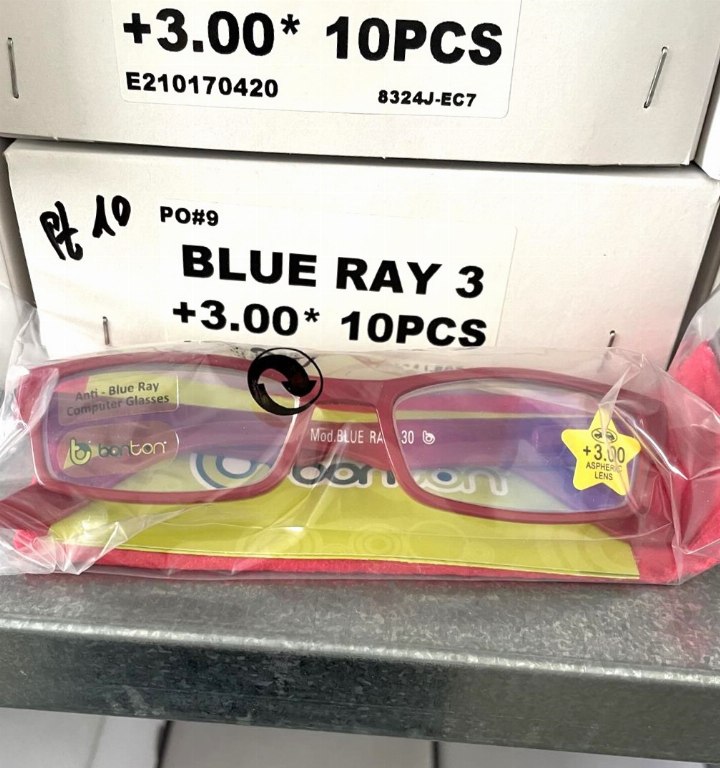 +3.00* 10PCS
E210170420
8324J-EC7
Pt 10
PO#9
BLUE RAY 3
+3.00* 10PCS
Anti - Blue Ray
Computer Glasses
bonton
Mod.BLUE RA 30
+3.00
ASPHERIC
LENS
bonton